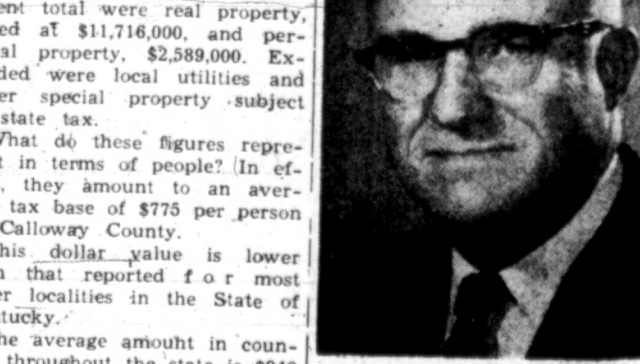 ent total were real property,
ed at $11,716,000, and per-
al property, $2,589,000. Ex-
ded were local utilities and
er special property subject
state tax.
What do these figures repre-
t in terms of people? In ef-
, they amount to an aver-
tax base of $775 per person
Calloway County.
his dollar value is lower
n that reported for most
er localities in the State of
tucky.
he average amount in coun-
throughout the state is